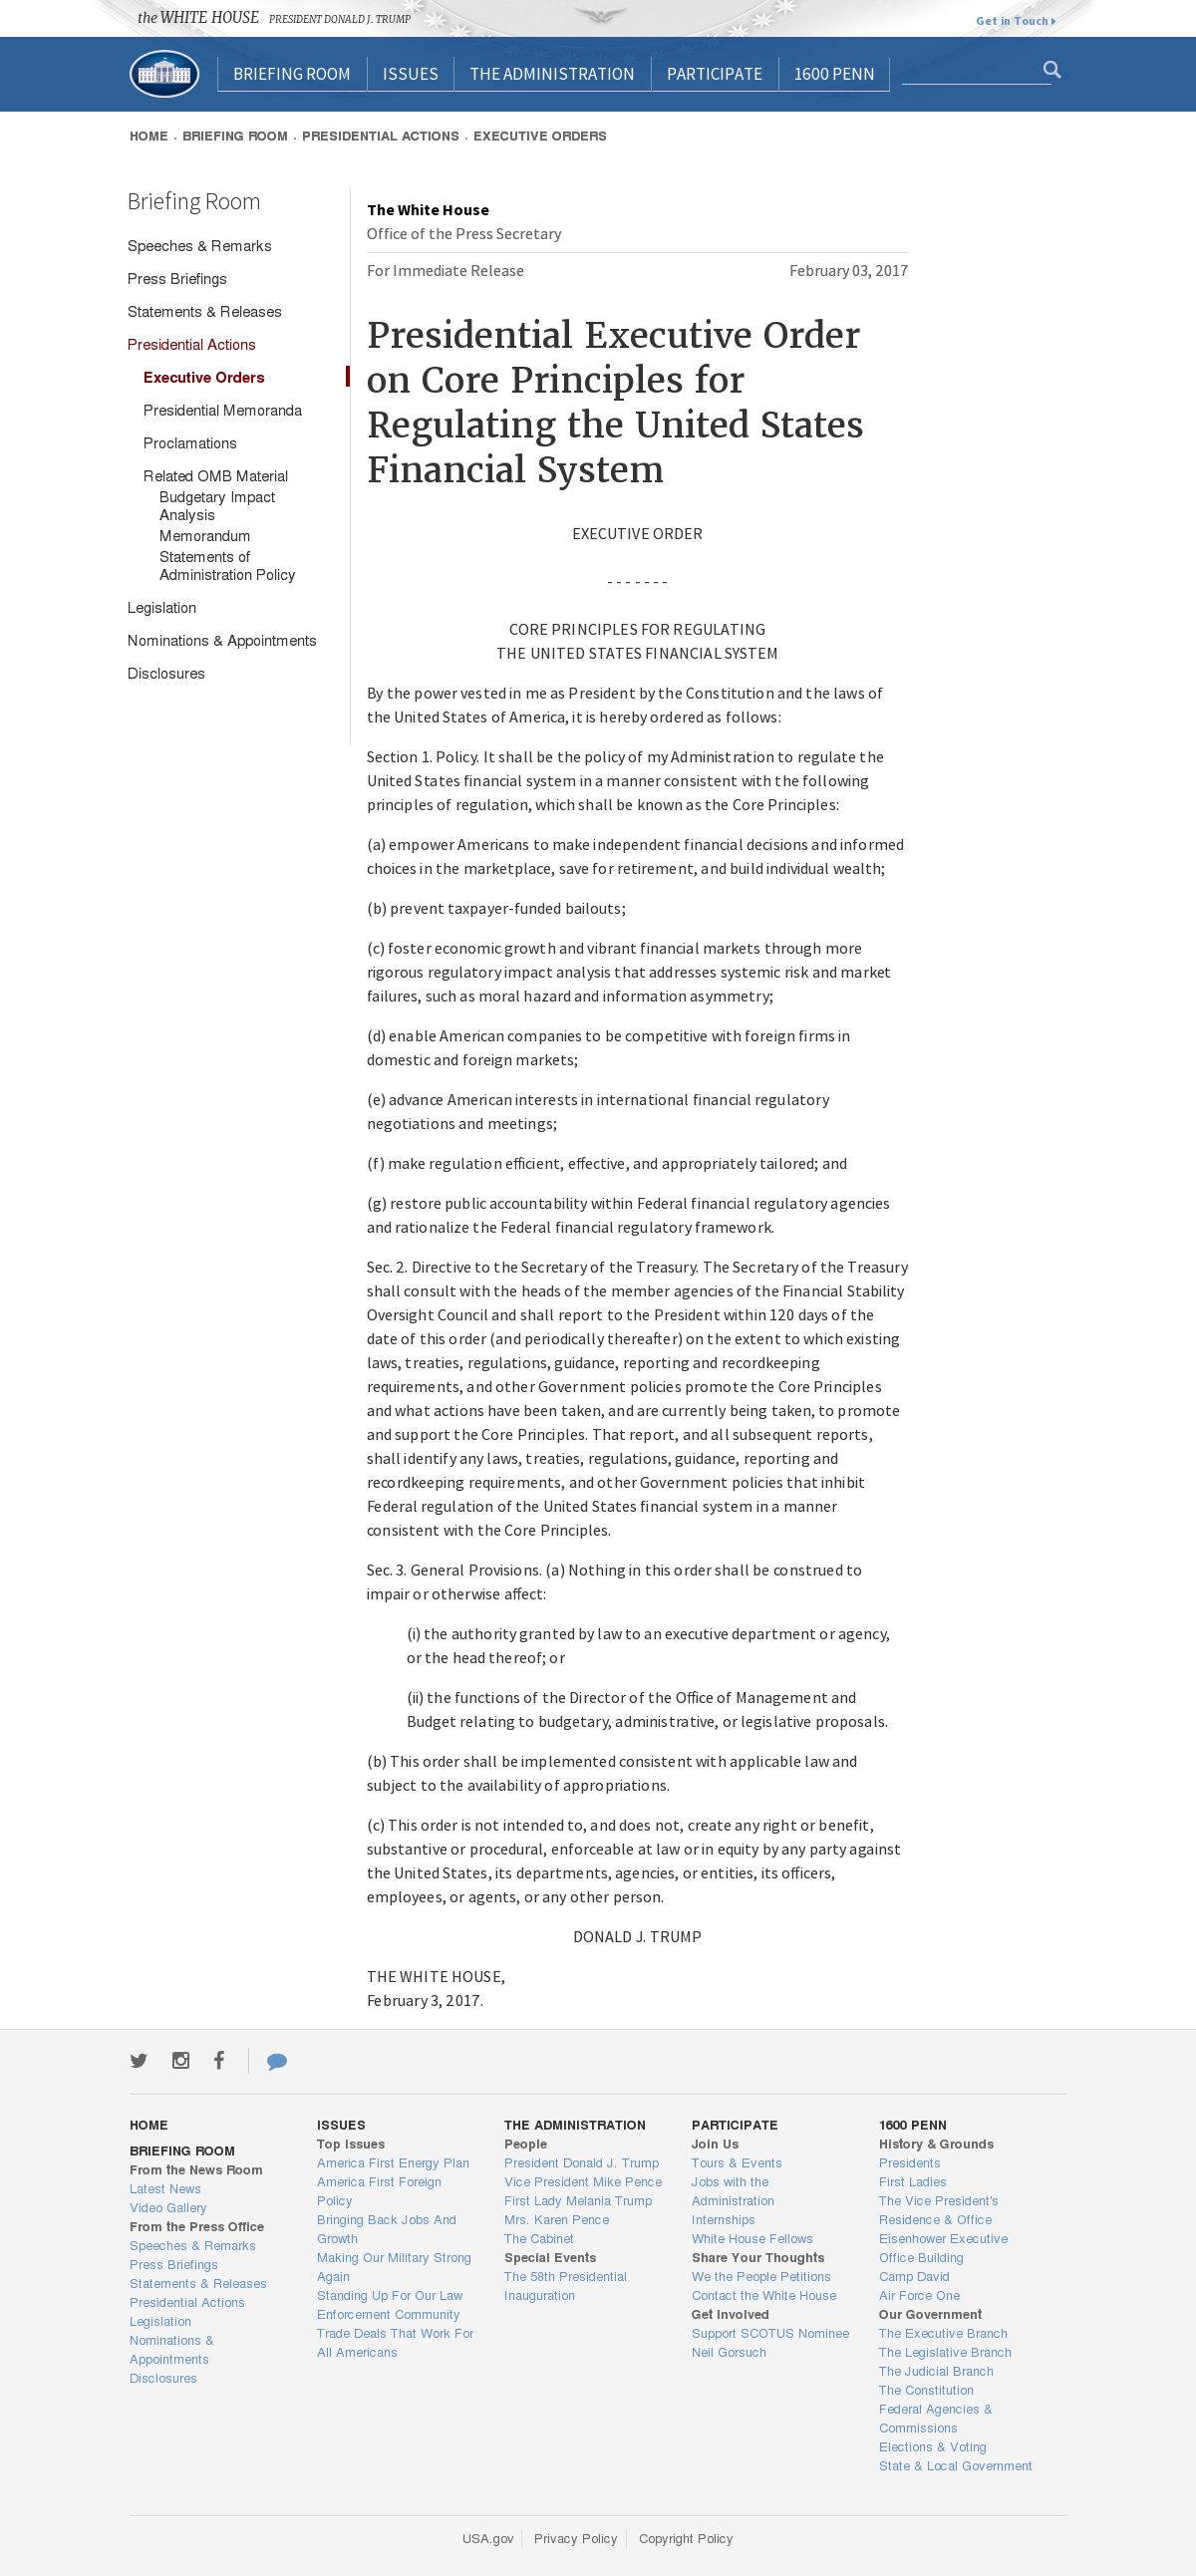 the WHITE HOUSE PRESIDENT DONALD J. TRUMP
Get in Touch
BRIEFING ROOM ISSUES THE ADMINISTRATION PARTICIPATE 1600 PENN
HOME · BRIEFING ROOM · PRESIDENTIAL ACTIONS · EXECUTIVE ORDERS
Briefing Room
Speeches & Remarks
Press Briefings
Statements & Releases
Presidential Actions
Executive Orders
Presidential Memoranda
Proclamations
Related OMB Material
Budgetary Impact
Analysis
Memorandum
Statements of
Administration Policy
Legislation
Nominations & Appointments
Disclosures
The White House
Office of the Press Secretary
For Immediate Release February 03, 2017
Presidential Executive Order
on Core Principles for
Regulating the United States
Financial System
EXECUTIVE ORDER
- - - - - - -
CORE PRINCIPLES FOR REGULATING
THE UNITED STATES FINANCIAL SYSTEM
By the power vested in me as President by the Constitution and the laws of
the United States of America, it is hereby ordered as follows:
Section 1. Policy. It shall be the policy of my Administration to regulate the
United States financial system in a manner consistent with the following
principles of regulation, which shall be known as the Core Principles:
(a) empower Americans to make independent financial decisions and informed
choices in the marketplace, save for retirement, and build individual wealth;
(b) prevent taxpayer-funded bailouts;
(c) foster economic growth and vibrant financial markets through more
rigorous regulatory impact analysis that addresses systemic risk and market
failures, such as moral hazard and information asymmetry;
(d) enable American companies to be competitive with foreign firms in
domestic and foreign markets;
(e) advance American interests in international financial regulatory
negotiations and meetings;
(f) make regulation efficient, effective, and appropriately tailored; and
(g) restore public accountability within Federal financial regulatory agencies
and rationalize the Federal financial regulatory framework.
Sec. 2. Directive to the Secretary of the Treasury. The Secretary of the Treasury
shall consult with the heads of the member agencies of the Financial Stability
Oversight Council and shall report to the President within 120 days of the
date of this order (and periodically thereafter) on the extent to which existing
laws, treaties, regulations, guidance, reporting and recordkeeping
requirements, and other Government policies promote the Core Principles
and what actions have been taken, and are currently being taken, to promote
and support the Core Principles. That report, and all subsequent reports,
shall identify any laws, treaties, regulations, guidance, reporting and
recordkeeping requirements, and other Government policies that inhibit
Federal regulation of the United States financial system in a manner
consistent with the Core Principles.
Sec. 3. General Provisions. (a) Nothing in this order shall be construed to
impair or otherwise affect:
(i) the authority granted by law to an executive department or agency,
or the head thereof; or
(ii) the functions of the Director of the Office of Management and
Budget relating to budgetary, administrative, or legislative proposals.
(b) This order shall be implemented consistent with applicable law and
subject to the availability of appropriations.
(c) This order is not intended to, and does not, create any right or benefit,
substantive or procedural, enforceable at law or in equity by any party against
the United States, its departments, agencies, or entities, its officers,
employees, or agents, or any other person.
DONALD J. TRUMP
THE WHITE HOUSE,
February 3, 2017.
HOME
BRIEFING ROOM
From the News Room
Latest News
Video Gallery
From the Press Office
Speeches & Remarks
Press Briefings
Statements & Releases
Presidential Actions
Legislation
Nominations &
Appointments
Disclosures
ISSUES
Top Issues
America First Energy Plan
America First Foreign
Policy
Bringing Back Jobs And
Growth
Making Our Military Strong
Again
Standing Up For Our Law
Enforcement Community
Trade Deals That Work For
All Americans
THE ADMINISTRATION
People
President Donald J. Trump
Vice President Mike Pence
First Lady Melania Trump
Mrs. Karen Pence
The Cabinet
Special Events
The 58th Presidential
Inauguration
PARTICIPATE
Join Us
Tours & Events
Jobs with the
Administration
Internships
White House Fellows
Share Your Thoughts
We the People Petitions
Contact the White House
Get Involved
Support SCOTUS Nominee
Neil Gorsuch
1600 PENN
History & Grounds
Presidents
First Ladies
The Vice President's
Residence & Office
Eisenhower Executive
Office Building
Camp David
Air Force One
Our Government
The Executive Branch
The Legislative Branch
The Judicial Branch
The Constitution
Federal Agencies &
Commissions
Elections & Voting
State & Local Government
USA.gov Privacy Policy Copyright Policy